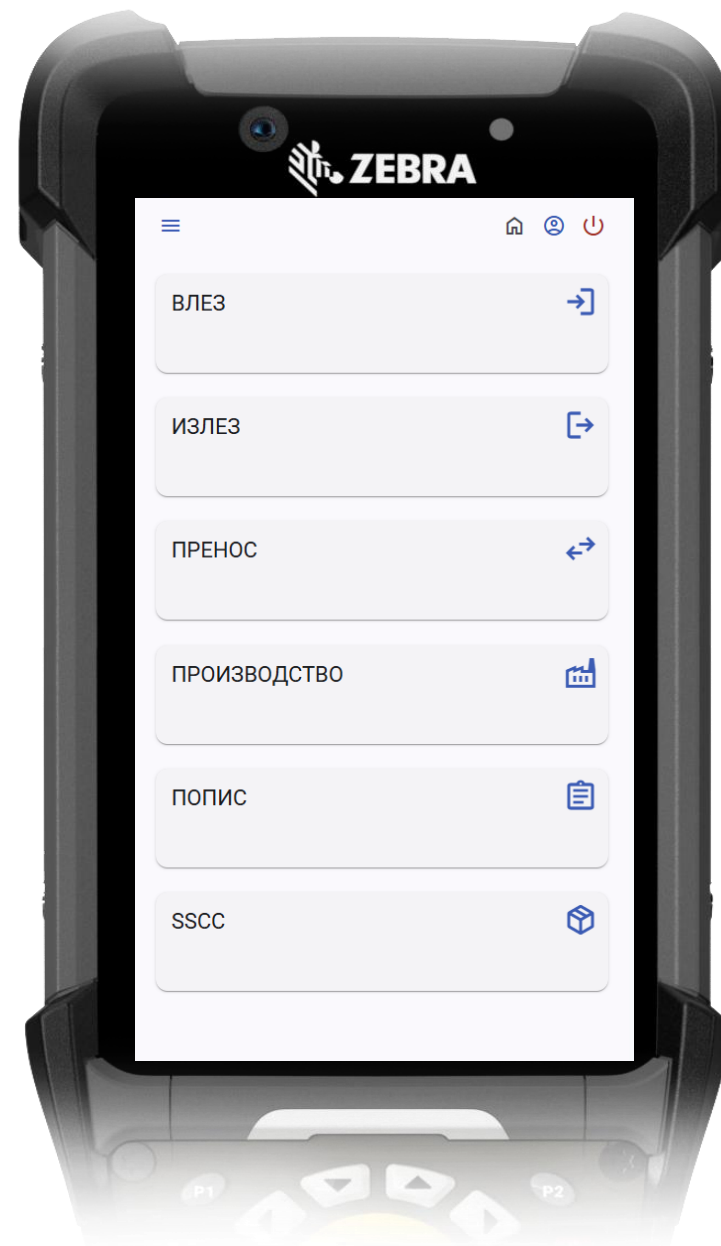 ZEBRA
ВЛЕЗ
ИЗЛЕЗ
ПРЕНОС
ПРОИЗВОДСТВО
ПОПИС
SSCC
P1
P2